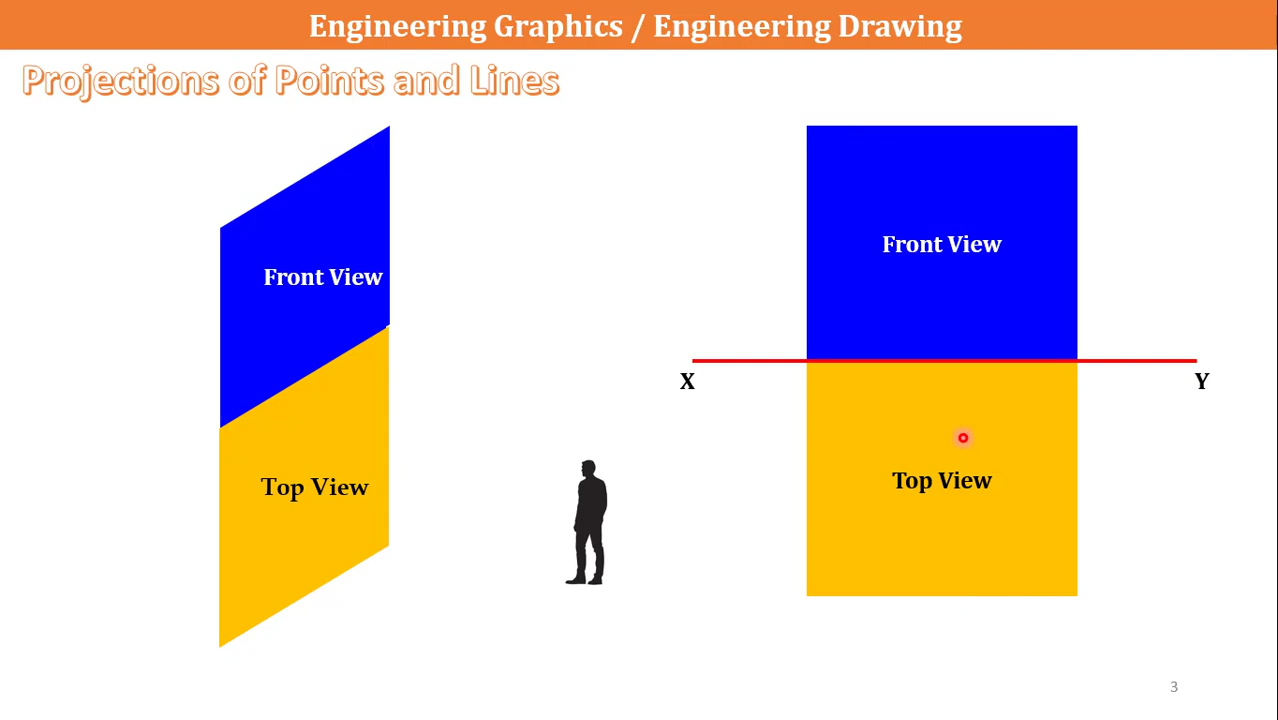 Engineering Graphics / Engineering Drawing
Projections of Points and Lines
Front View
Top View
Front View
X
Y
Top View
3